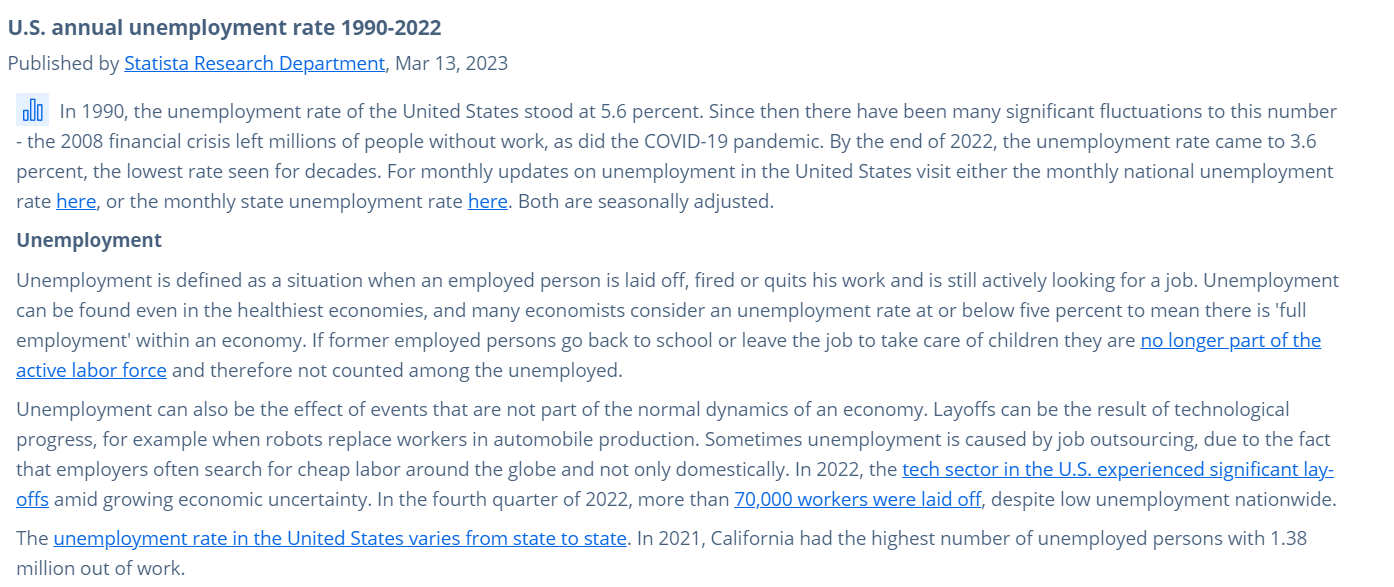 U.S. annual unemployment rate 1990-2022
Published by Statista Research Department, Mar 13, 2023
In 1990, the unemployment rate of the United States stood at 5.6 percent. Since then there have been many significant fluctuations to this number
- the 2008 financial crisis left millions of people without work, as did the COVID-19 pandemic. By the end of 2022, the unemployment rate came to 3.6
percent, the lowest rate seen for decades. For monthly updates on unemployment in the United States visit either the monthly national unemployment
rate here, or the monthly state unemployment rate here. Both are seasonally adjusted.
Unemployment
Unemployment is defined as a situation when an employed person is laid off, fired or quits his work and is still actively looking for a job. Unemployment
can be found even in the healthiest economies, and many economists consider an unemployment rate at or below five percent to mean there is 'full
employment' within an economy. If former employed persons go back to school or leave the job to take care of children they are no longer part of the
active labor force and therefore not counted among the unemployed.
Unemployment can also be the effect of events that are not part of the normal dynamics of an economy. Layoffs can be the result of technological
progress, for example when robots replace workers in automobile production. Sometimes unemployment is caused by job outsourcing, due to the fact
that employers often search for cheap labor around the globe and not only domestically. In 2022, the tech sector in the U.S. experienced significant lay-
offs amid growing economic uncertainty. In the fourth quarter of 2022, more than 70,000 workers were laid off, despite low unemployment nationwide.
The unemployment rate in the United States varies from state to state. In 2021, California had the highest number of unemployed persons with 1.38
million out of work.